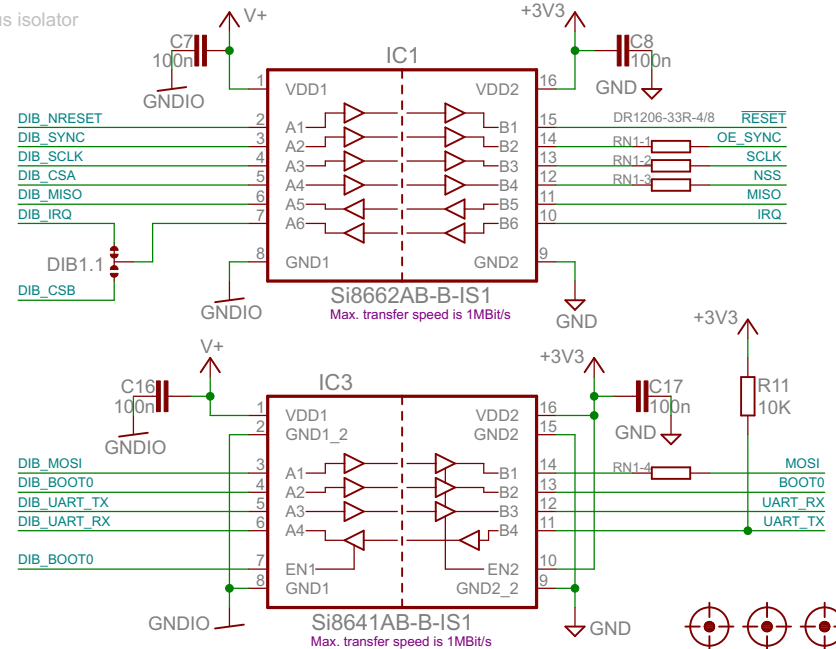 us isolator
V+
+3V3
C7
100n
IC1
C8
100n
GNDIO
GND
1
VDD1
VDD2
16
DIB_NRESET
2
A1
B1
15
DR1206-33R-4/8
RESET
DIB_SYNC
3
A2
B2
14
RN1-1
OE_SYNC
DIB_SCLK
4
A3
B3
13
RN1-2
SCLK
DIB_CSA
5
A4
B4
12
RN1-3
NSS
DIB_MISO
6
A5
B5
11
MISO
DIB_IRQ
7
A6
B6
10
IRQ
DIB1.1
8
GND1
GND2
9
DIB_CSB
GNDIO
Si8662AB-B-IS1
Max. transfer speed is 1MBit/s
GND
+3V3
V+
+3V3
C16
100n
IC3
C17
100n
R11
10K
GNDIO
GND
1
VDD1
VDD2
16
2
GND1_2
GND2
15
DIB_MOSI
3
A1
B1
14
RN1-4
MOSI
DIB_BOOT0
4
A2
B2
13
BOOT0
DIB_UART_TX
5
A3
B3
12
UART_RX
DIB_UART_RX
6
A4
B4
11
UART_TX
DIB_BOOT0
7
EN1
EN2
10
8
GND1
GND2_2
9
GNDIO
Si8641AB-B-IS1
Max. transfer speed is 1MBit/s
GND